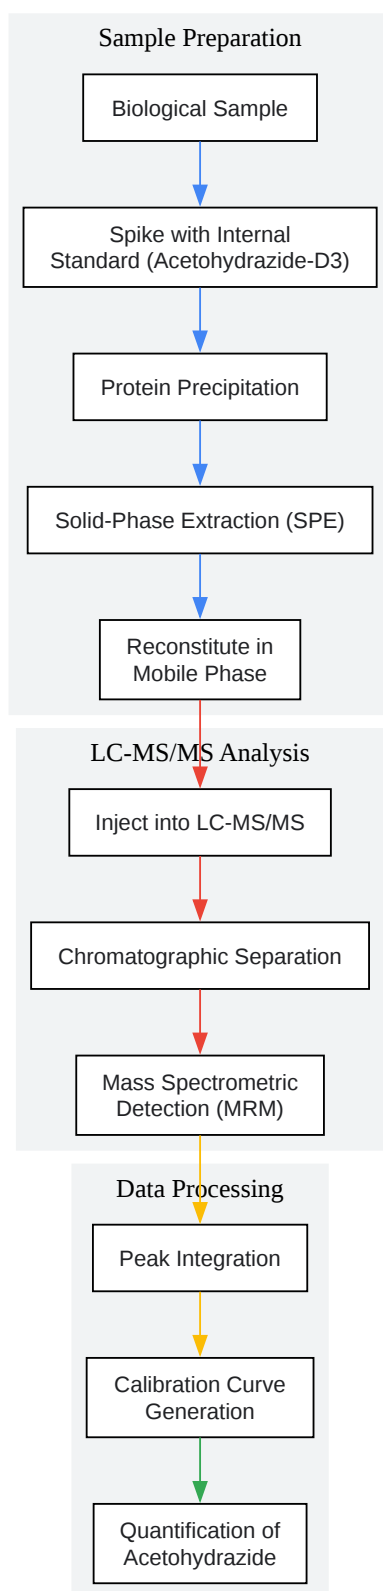 Sample Preparation
Biological Sample
Spike with Internal
Standard (Acetohydrazide-D3)
Protein Precipitation
Solid-Phase Extraction (SPE)
Reconstitute in
Mobile Phase
LC-MS/MS Analysis
Inject into LC-MS/MS
Chromatographic Separation
Mass Spectrometric
Detection (MRM)
Data Processing
Peak Integration
Calibration Curve
Generation
Quantification of
Acetohydrazide